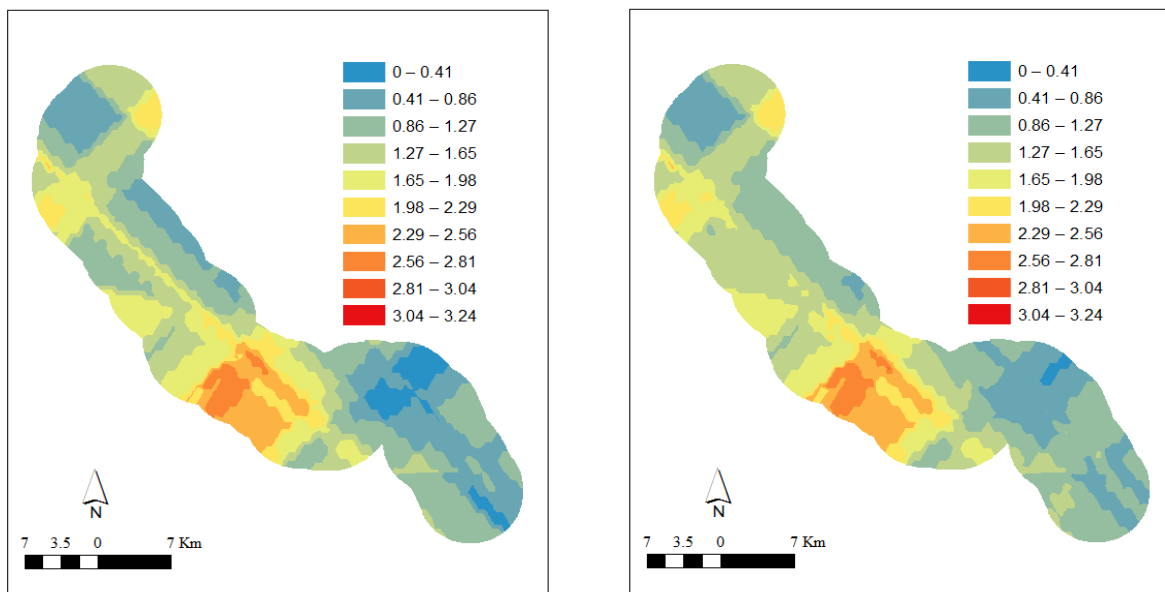 0 – 0.41
0.41 – 0.86
0.86 – 1.27
1.27 – 1.65
1.65 – 1.98
1.98 – 2.29
2.29 – 2.56
2.56 – 2.81
2.81 – 3.04
3.04 – 3.24
N
7 3.5 0 7 Km
0 – 0.41
0.41 – 0.86
0.86 – 1.27
1.27 – 1.65
1.65 – 1.98
1.98 – 2.29
2.29 – 2.56
2.56 – 2.81
2.81 – 3.04
3.04 – 3.24
N
7 3.5 0 7 Km